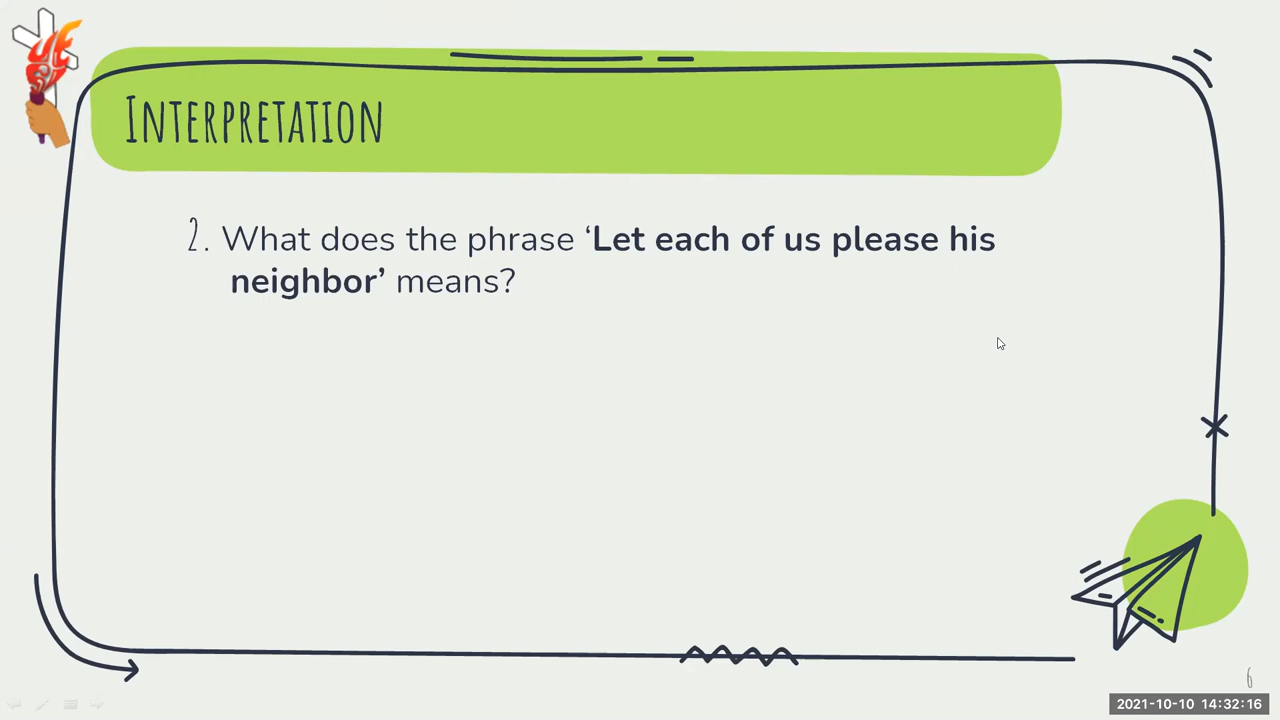 Interpretation
2. What does the phrase ‘Let each of us please his
neighbor’ means?
6
2021-10-10 14:32:16